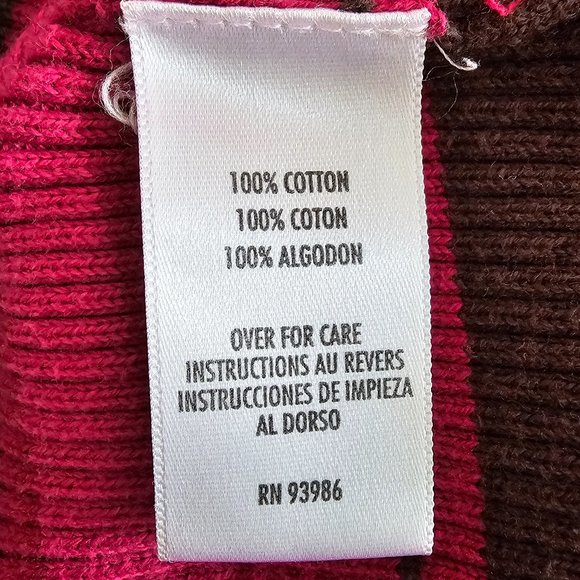 100% COTTON
100% COTON
100% ALGODON
OVER FOR CARE
INSTRUCTIONS AU REVERS
INSTRUCCIONES DE IMPIEZA
AL DORSO
RN 93986